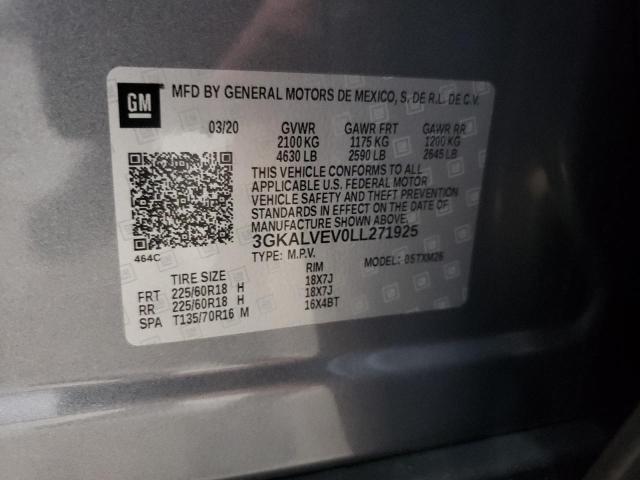 GM MFD BY GENERAL MOTORS DE MEXICO, S. DE R.L. DE C.V.
03/20 GVWR GAWR FRT GAWR RR
2100 KG 1175 KG 1200 KG
4630 LB 2590 LB 2645 LB
THIS VEHICLE CONFORMS TO ALL
APPLICABLE U.S. FEDERAL MOTOR
VEHICLE SAFETY AND THEFT PREVENTION
STANDARDS IN EFFECT ON THE DATE OF
MANUFACTURE SHOWN ABOVE.
3GKALVEV0LL271925
464C TYPE: M.P.V. 0STXM26
TIRE SIZE RIM
FRT 225/60R18 H 18X7J
RR 225/60R18 H 18X7J
SPA T135/70R16 M 16X4BT